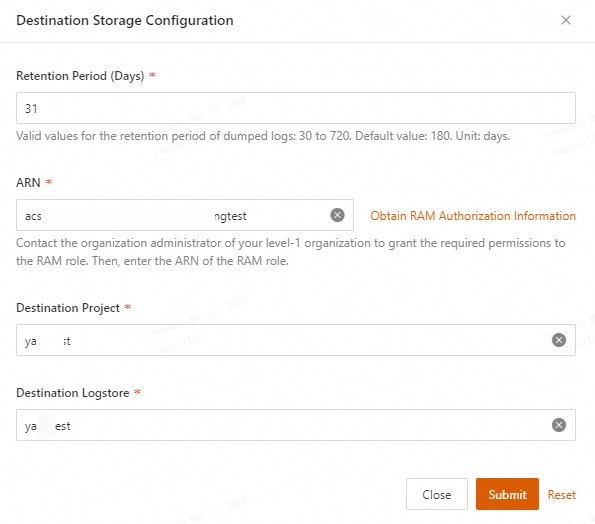 Destination Storage Configuration
Retention Period (Days) *
31
Valid values for the retention period of dumped logs: 30 to 720. Default value: 180. Unit: days.
ARN *
acs ngtest
Obtain RAM Authorization Information
Contact the organization administrator of your level-1 organization to grant the required permissions to
the RAM role. Then, enter the ARN of the RAM role.
Destination Project *
ya st
Destination Logstore *
ya est
Close
Submit
Reset